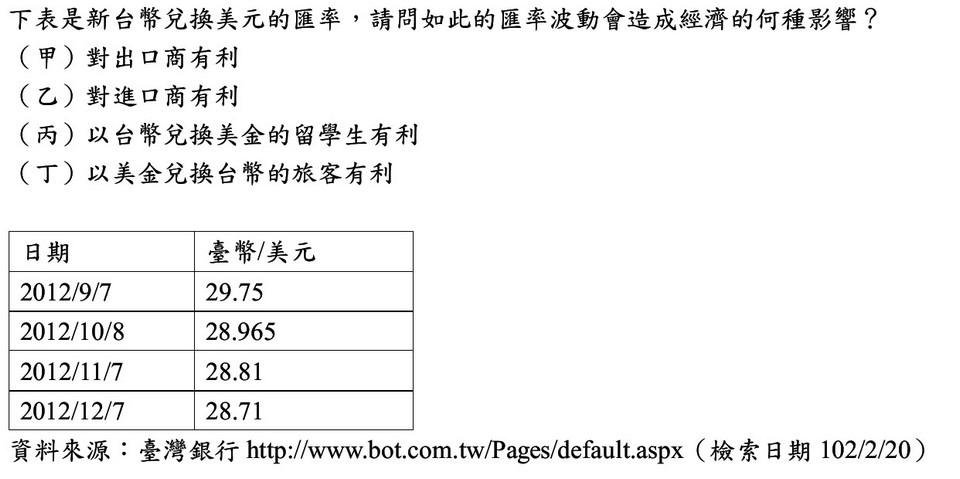 下表是新台幣兌換美元的匯率，請問如此的匯率波動會造成經濟的何種影響？
（甲）對出口商有利
（乙）對進口商有利
（丙）以台幣兌換美金的留學生有利
（丁）以美金兌換台幣的旅客有利
日期 臺幣/美元
2012/9/7 29.75
2012/10/8 28.965
2012/11/7 28.81
2012/12/7 28.71
資料來源：臺灣銀行 http://www.bot.com.tw/Pages/default.aspx（檢索日期 102/2/20）